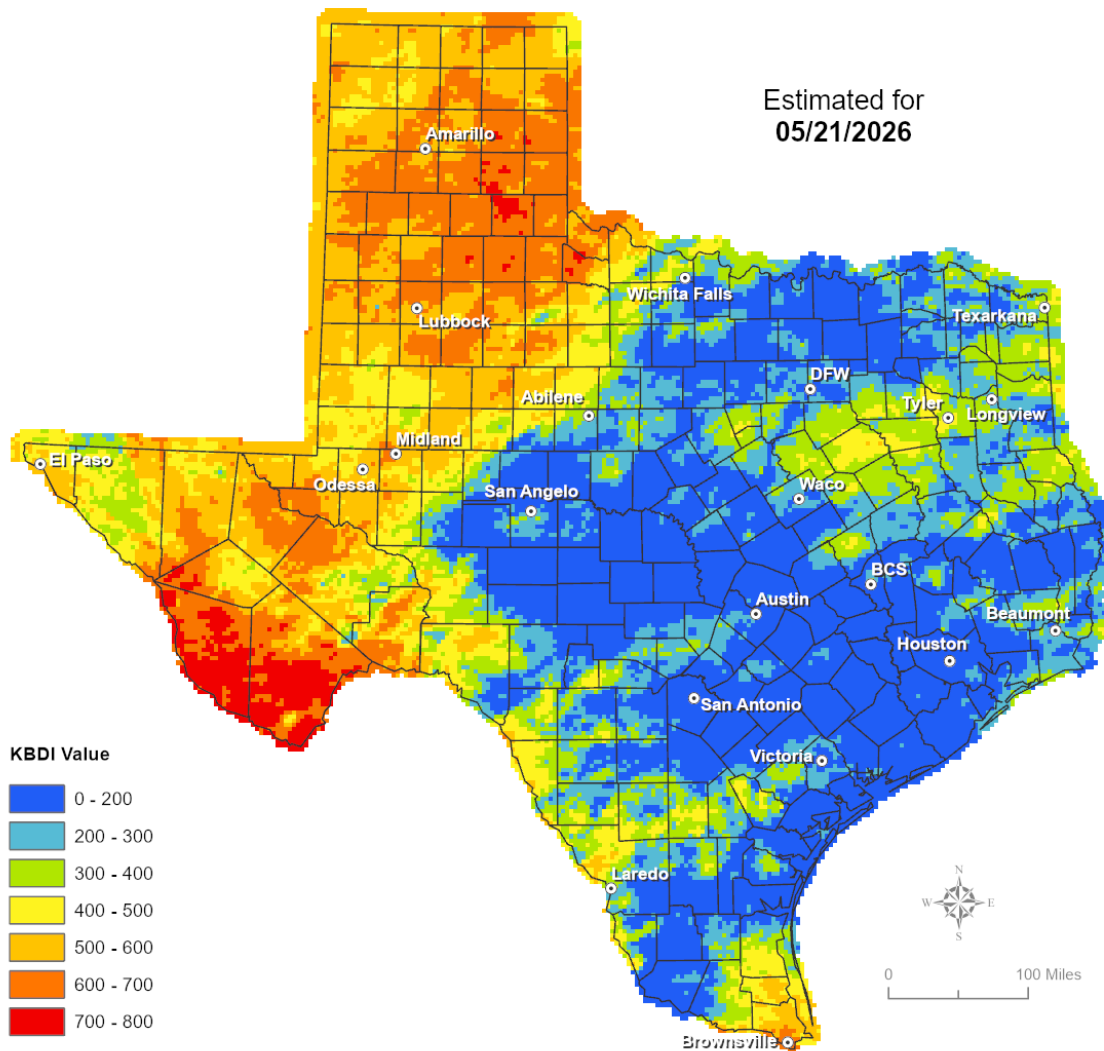 Estimated for
05/21/2026
Amarillo
Wichita Falls
Lubbock
Texarkana
DFW
Abilene
Tyler
Longview
Midland
El Paso
Odessa
San Angelo
Waco
BCS
Austin
Beaumont
Houston
San Antonio
Victoria
KBDI Value
0 - 200
200 - 300
300 - 400
400 - 500
500 - 600
600 - 700
700 - 800
Laredo
N
W E
S
0 100 Miles
Brownsville